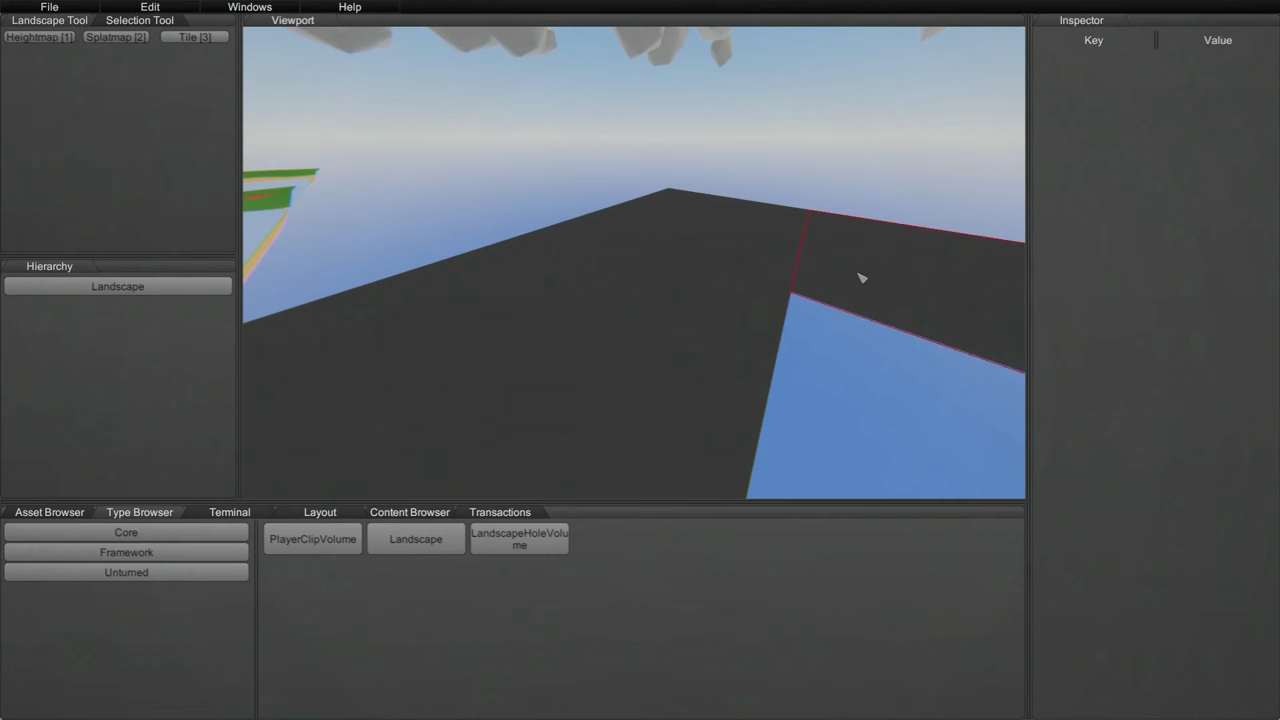 File Edit Windows Help
Landscape Tool Selection Tool Viewport Inspector
Heightmap [1] Splatmap [2] Tile [3]
Key Value
Hierarchy
Landscape
Asset Browser Type Browser Terminal Layout Content Browser Transactions
Core
Framework
Unturned
PlayerClipVolume
Landscape
LandscapeHoleVolu
me